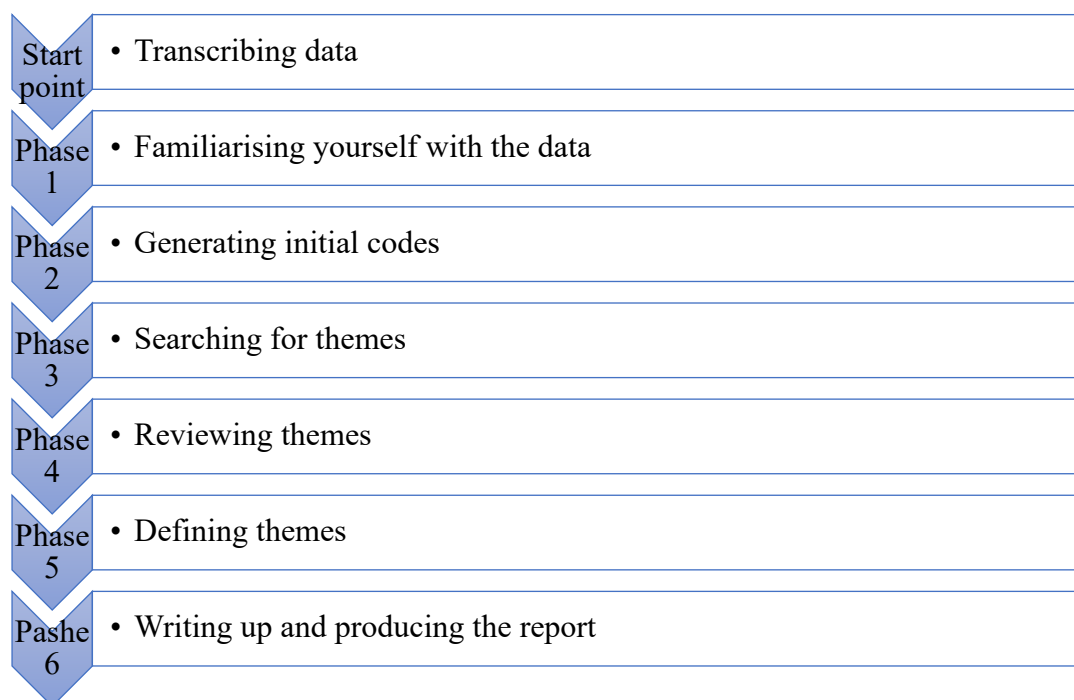 Start
point
• Transcribing data
Phase
1
• Familiarising yourself with the data
Phase
2
• Generating initial codes
Phase
3
• Searching for themes
Phase
4
• Reviewing themes
Phase
5
• Defining themes
Pashe
6
• Writing up and producing the report